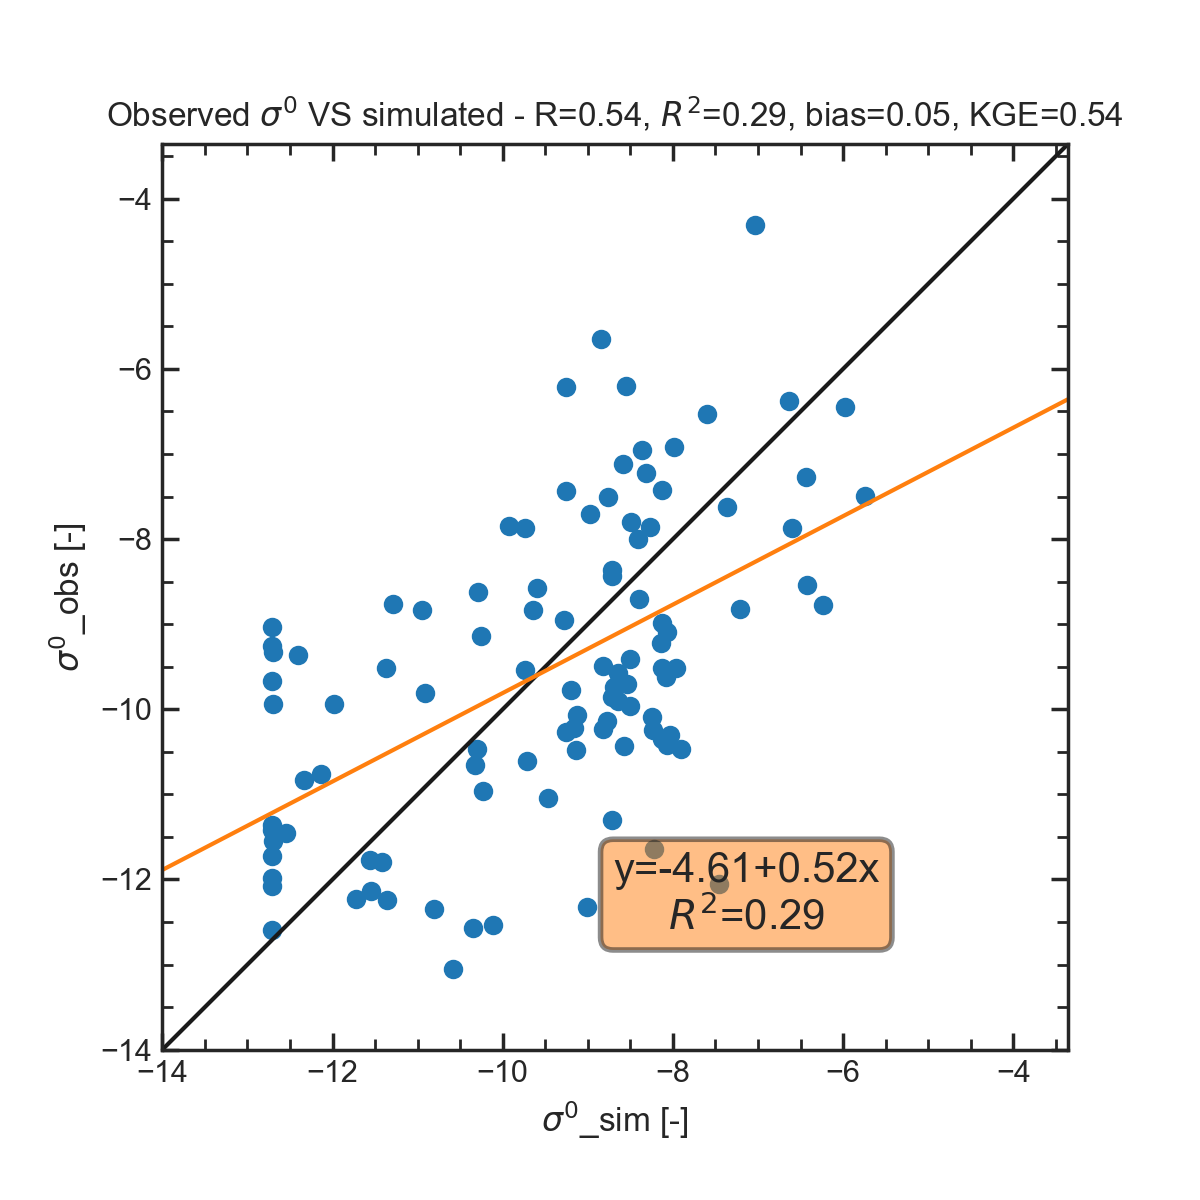 Observed σ⁰ VS simulated - R=0.54, R²=0.29, bias=0.05, KGE=0.54
−4
−6
−8
−10
−12
−14
σ⁰_obs [-]
y=-4.61+0.52x
R²=0.29
−14 −12 −10 −8 −6 −4
σ⁰_sim [-]